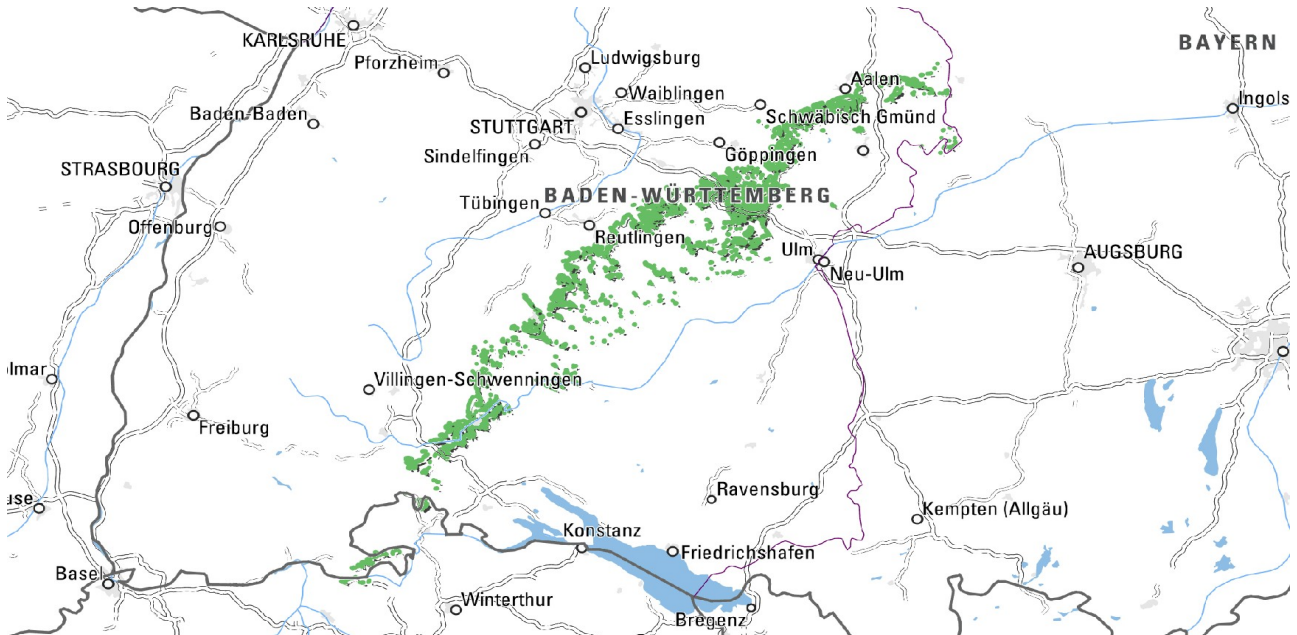 BAYERN
KARLSRUHE
Pforzheim
Ludwigsburg
Aalen
Waiblingen
Ingols
Baden-Baden
Schwäbisch Gmünd
STUTTGART
Esslingen
Sindelfingen
Göppingen
STRASBOURG
BADEN-WÜRTTEMBERG
Tübingen
Offenburg
Reutlingen
Ulm
AUGSBURG
Neu-Ulm
olmar
Villingen-Schwenningen
Freiburg
Ravensburg
use
Kempten (Allgäu)
Konstanz
Friedrichshafen
Basel
Winterthur
Bregenz